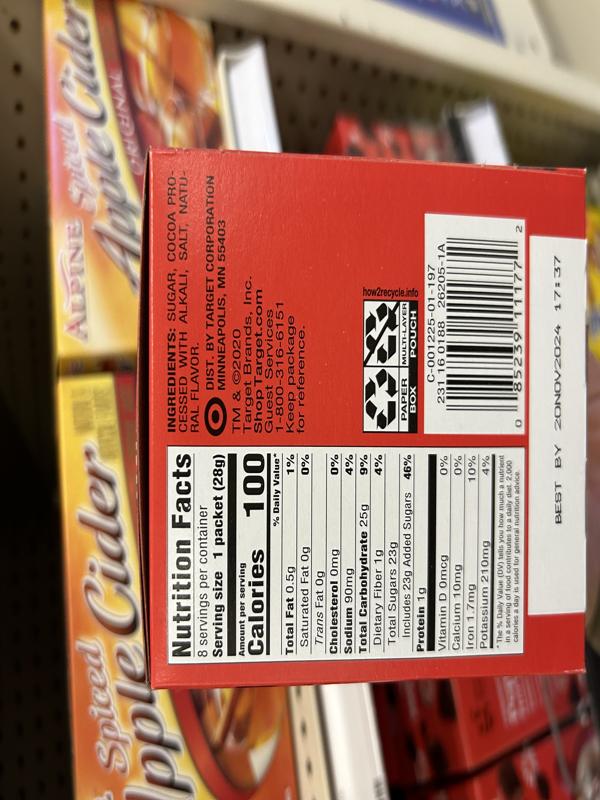 INGREDIENTS: SUGAR, COCOA PRO-
CESSED WITH ALKALI, SALT, NATU-
RAL FLAVOR.
DIST. BY TARGET CORPORATION
MINNEAPOLIS, MN 55403
TM & ©2020
Target Brands, Inc.
ShopTarget.com
Guest Services
1-800-316-6151
Keep package
for reference.
how2recycle.info
PAPER
BOX
MULTI-LAYER
POUCH
C-001225-01-197
231 16 0188 26205-1A
0 85239 11177 2
BEST BY 20NOV2024 17:37
Nutrition Facts
8 servings per container
Serving size 1 packet (28g)
Amount per serving
Calories 100
% Daily Value*
Total Fat 0.5g 1%
Saturated Fat 0g 0%
Trans Fat 0g
Cholesterol 0mg 0%
Sodium 90mg 4%
Total Carbohydrate 25g 9%
Dietary Fiber 1g 4%
Total Sugars 23g
Includes 23g Added Sugars 46%
Protein 1g
Vitamin D 0mcg 0%
Calcium 10mg 0%
Iron 1.7mg 10%
Potassium 210mg 4%
* The % Daily Value (DV) tells you how much a nutrient
in a serving of food contributes to a daily diet. 2,000
calories a day is used for general nutrition advice.
ALPINE Spiced
Apple Cider
ORIGINAL
Spiced
Apple Cider